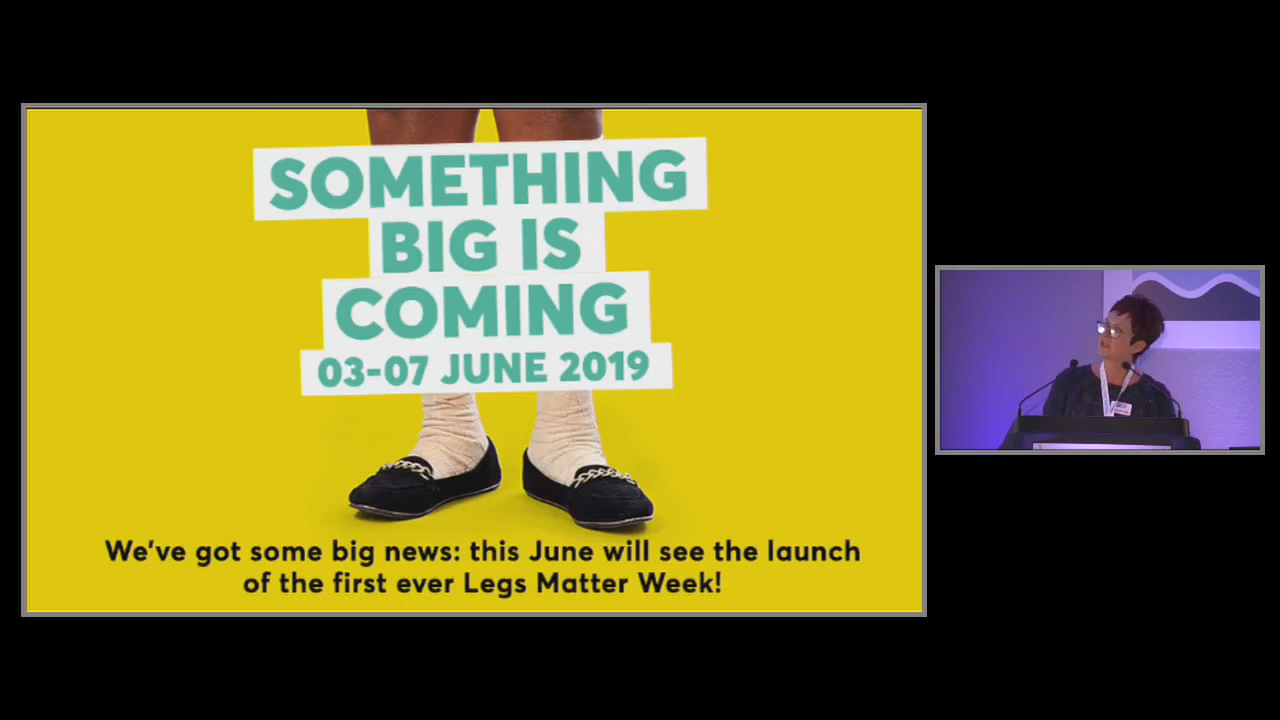 SOMETHING
BIG IS
COMING
03-07 JUNE 2019
We've got some big news: this June will see the launch
of the first ever Legs Matter Week!